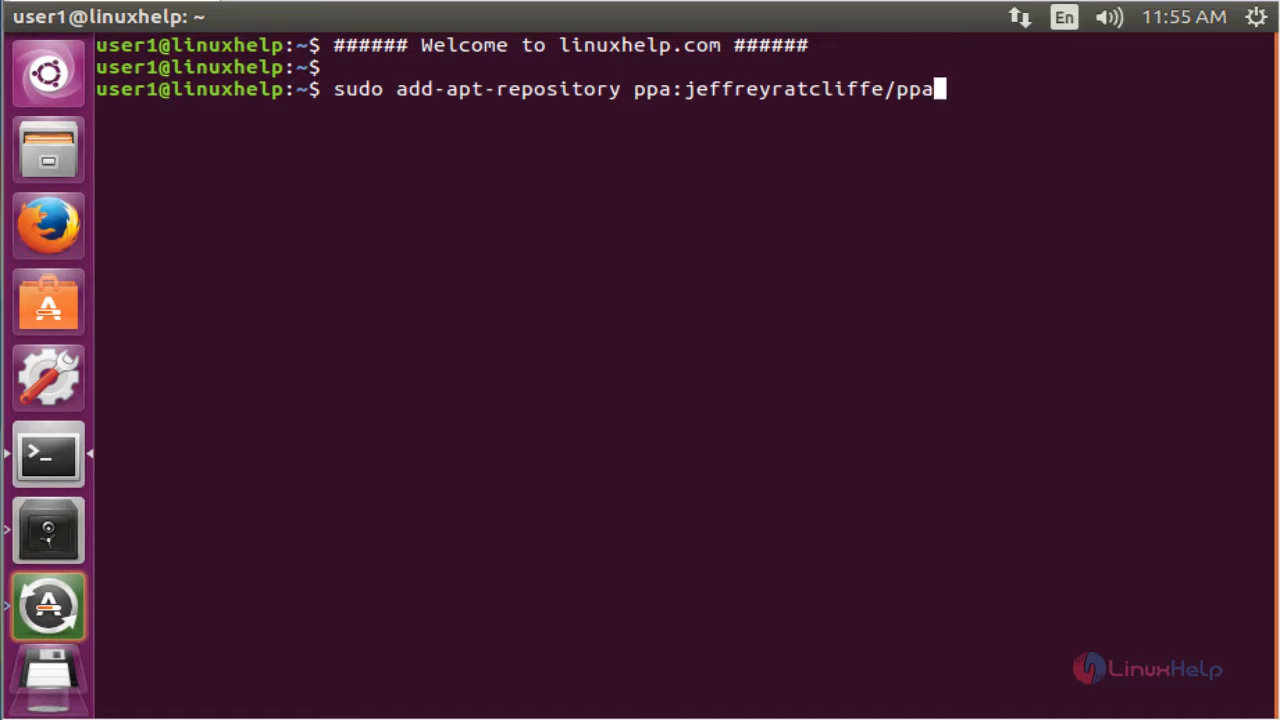 user1@linuxhelp: ~
En
11:55 AM
user1@linuxhelp:~$ ###### Welcome to linuxhelp.com ######
user1@linuxhelp:~$
user1@linuxhelp:~$ sudo add-apt-repository ppa:jeffreyratcliffe/ppa
>_
LinuxHelp